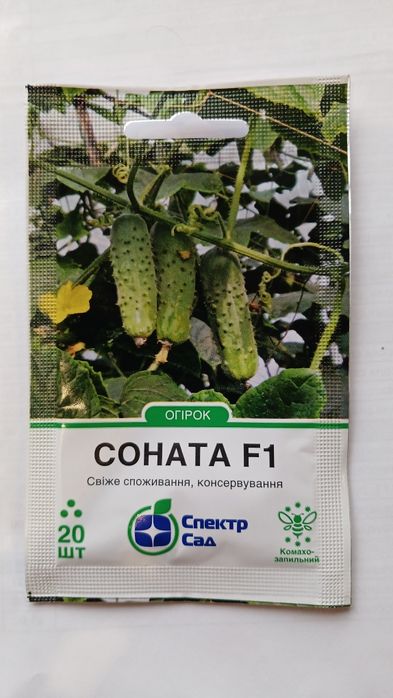 ОГІРОК
СОНАТА F1
Свіже споживання, консервування
20
ШТ
Спектр
Сад
Комахо-
запильний